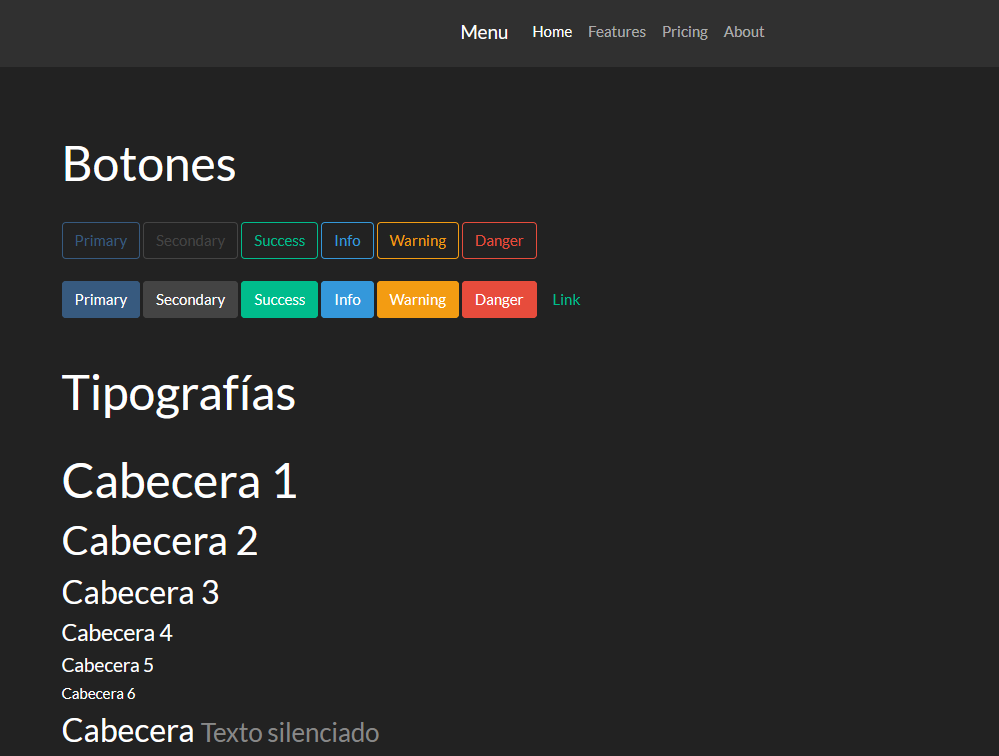 Menu Home Features Pricing About
Botones
Primary Secondary Success Info Warning Danger
Primary Secondary Success Info Warning Danger Link
Tipografías
Cabecera 1
Cabecera 2
Cabecera 3
Cabecera 4
Cabecera 5
Cabecera 6
Cabecera Texto silenciado